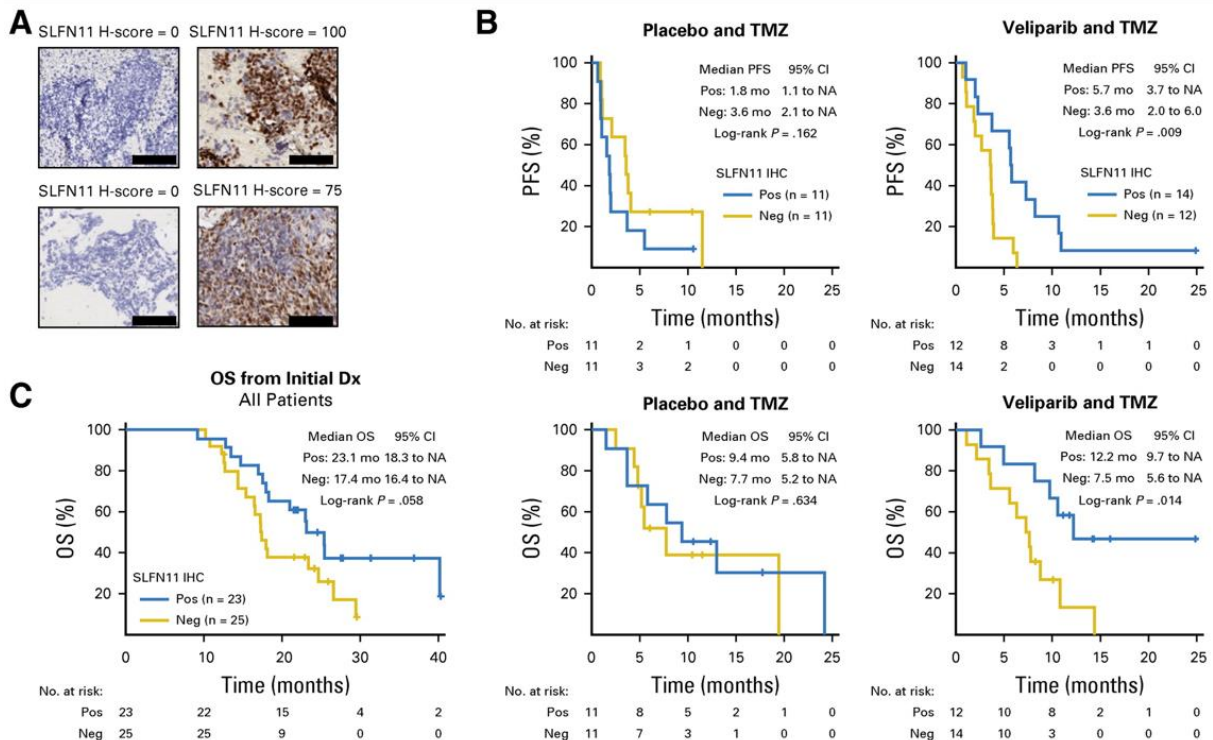 A
SLFN11 H-score = 0
SLFN11 H-score = 100
SLFN11 H-score = 0
SLFN11 H-score = 75
B
Placebo and TMZ
PFS (%)
100
80
60
40
20
Median PFS 95% CI
Pos: 1.8 mo 1.1 to NA
Neg: 3.6 mo 2.1 to NA
Log-rank P = .162
SLFN11 IHC
Pos (n = 11)
Neg (n = 11)
0 5 10 15 20 25
Time (months)
No. at risk:
Pos 11 2 1 0 0 0
Neg 11 3 2 0 0 0
Veliparib and TMZ
PFS (%)
100
80
60
40
20
Median PFS 95% CI
Pos: 5.7 mo 3.7 to NA
Neg: 3.6 mo 2.0 to 6.0
Log-rank P = .009
SLFN11 IHC
Pos (n = 14)
Neg (n = 12)
0 5 10 15 20 25
Time (months)
No. at risk:
Pos 12 8 3 1 1 0
Neg 14 2 0 0 0 0
C
OS from Initial Dx
All Patients
OS (%)
100
80
60
40
20
Median OS 95% CI
Pos: 23.1 mo 18.3 to NA
Neg: 17.4 mo 16.4 to NA
Log-rank P = .058
SLFN11 IHC
Pos (n = 23)
Neg (n = 25)
0 10 20 30 40
Time (months)
No. at risk:
Pos 23 22 15 4 2
Neg 25 25 9 0 0
Placebo and TMZ
OS (%)
100
80
60
40
20
Median OS 95% CI
Pos: 9.4 mo 5.8 to NA
Neg: 7.7 mo 5.2 to NA
Log-rank P = .634
0 5 10 15 20 25
Time (months)
Pos 11 8 5 2 1 0
Neg 11 7 3 1 0 0
Veliparib and TMZ
OS (%)
100
80
60
40
20
Median OS 95% CI
Pos: 12.2 mo 9.7 to NA
Neg: 7.5 mo 5.6 to NA
Log-rank P = .014
0 5 10 15 20 25
Time (months)
No. at risk:
Pos 12 10 8 2 1 0
Neg 14 10 3 0 0 0